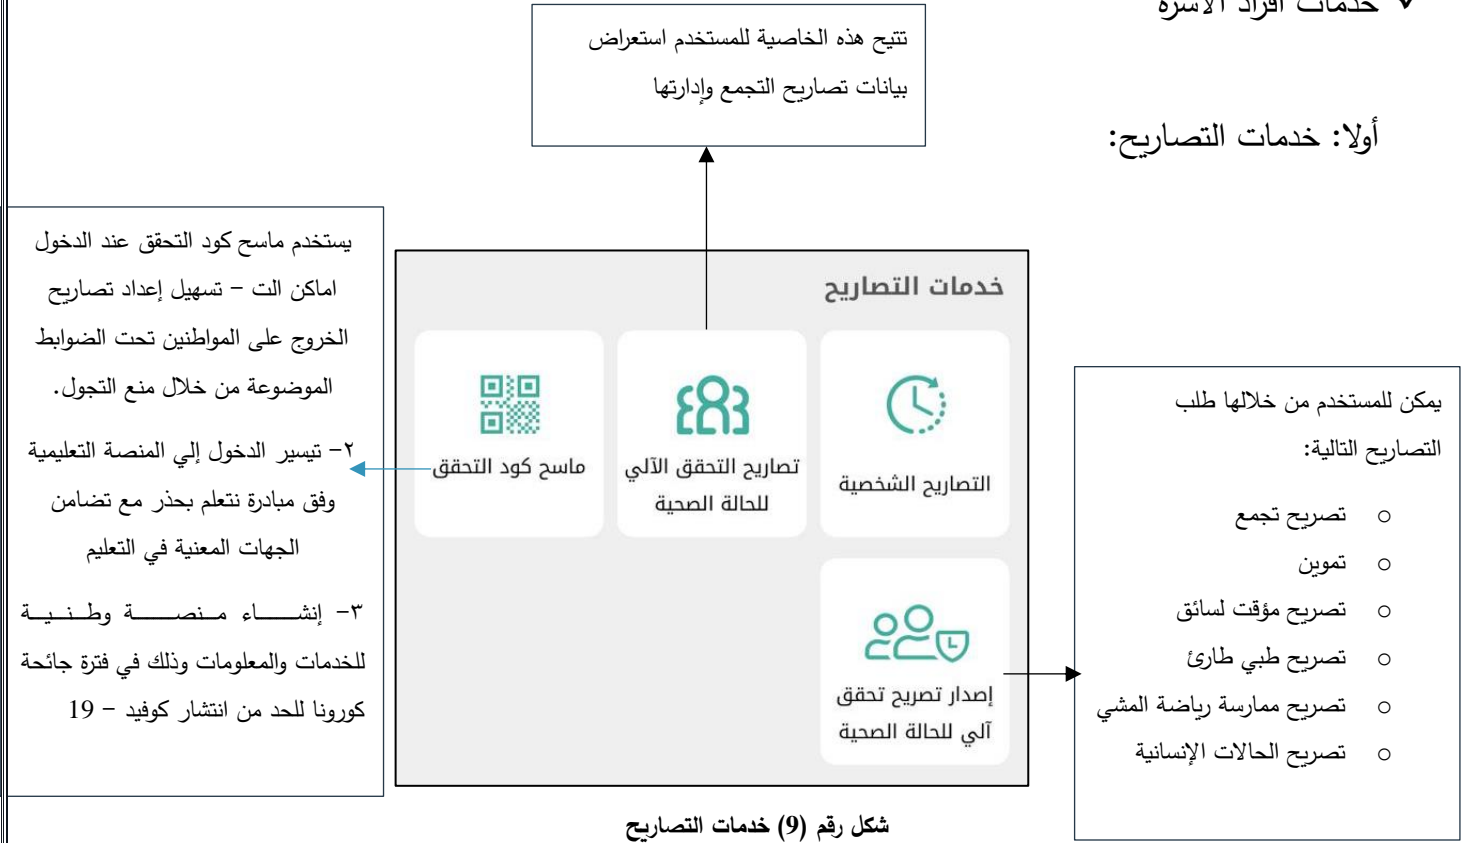 خدمات أفراد الأسرة
أولا: خدمات التصاريح:
تتيح هذه الخاصية للمستخدم استعراض
بيانات تصاريح التجمع وإدارتها
يستخدم ماسح كود التحقق عند الدخول
اماكن الت – تسهيل إعداد تصاريح
الخروج على المواطنين تحت الضوابط
الموضوعة من خلال منع التجول.
٢- تيسير الدخول إلي المنصة التعليمية
وفق مبادرة نتعلم بحذر مع تضامن
الجهات المعنية في التعليم
٣- إنشاء منصة وطنية
للخدمات والمعلومات وذلك في فترة جائحة
كورونا للحد من انتشار كوفيد – 19
خدمات التصاريح
التصاريح الشخصية
تصاريح التحقق الآلي
للحالة الصحية
ماسح كود التحقق
إصدار تصريح تحقق
آلي للحالة الصحية
يمكن للمستخدم من خلالها طلب
التصاريح التالية:
o تصريح تجمع
o تموين
o تصريح مؤقت لسائق
o تصريح طبي طارئ
o تصريح ممارسة رياضة المشي
o تصريح الحالات الإنسانية
شكل رقم (9) خدمات التصاريح